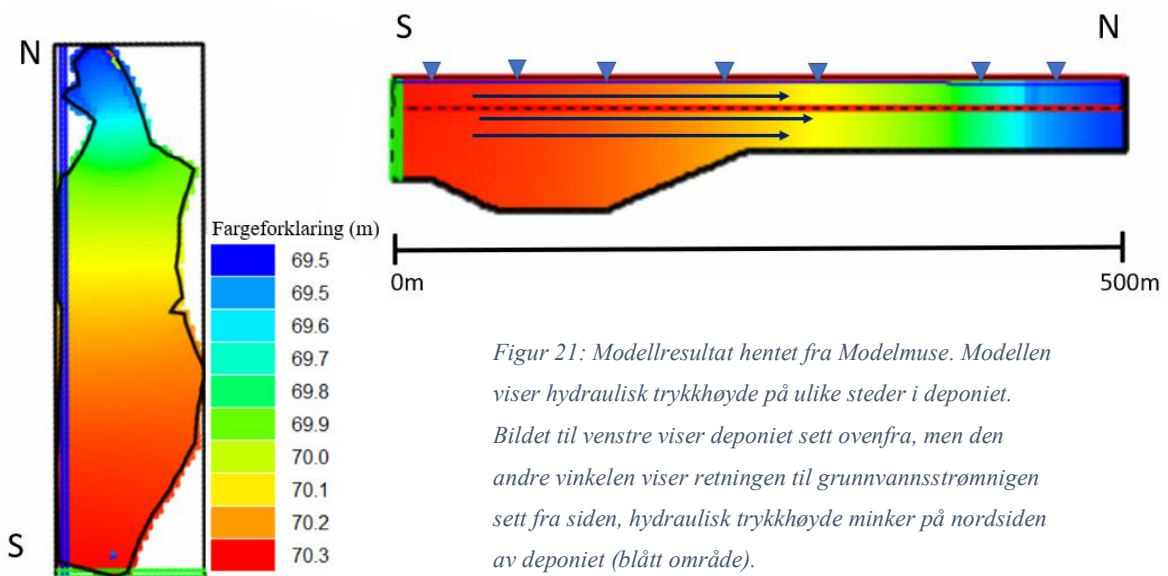 S
N
N
Fargeforklaring (m)
69.5
69.5
69.6
69.7
69.8
69.9
70.0
70.1
70.2
70.3
S
0m
500m
Figur 21: Modellresultat hentet fra Modelmuse. Modellen
viser hydraulisk trykkhøyde på ulike steder i deponiet.
Bildet til venstre viser deponiet sett ovenfra, men den
andre vinkelen viser retningen til grunnvannsstrømnigen
sett fra siden, hydraulisk trykkhøyde minker på nordsiden
av deponiet (blått område).